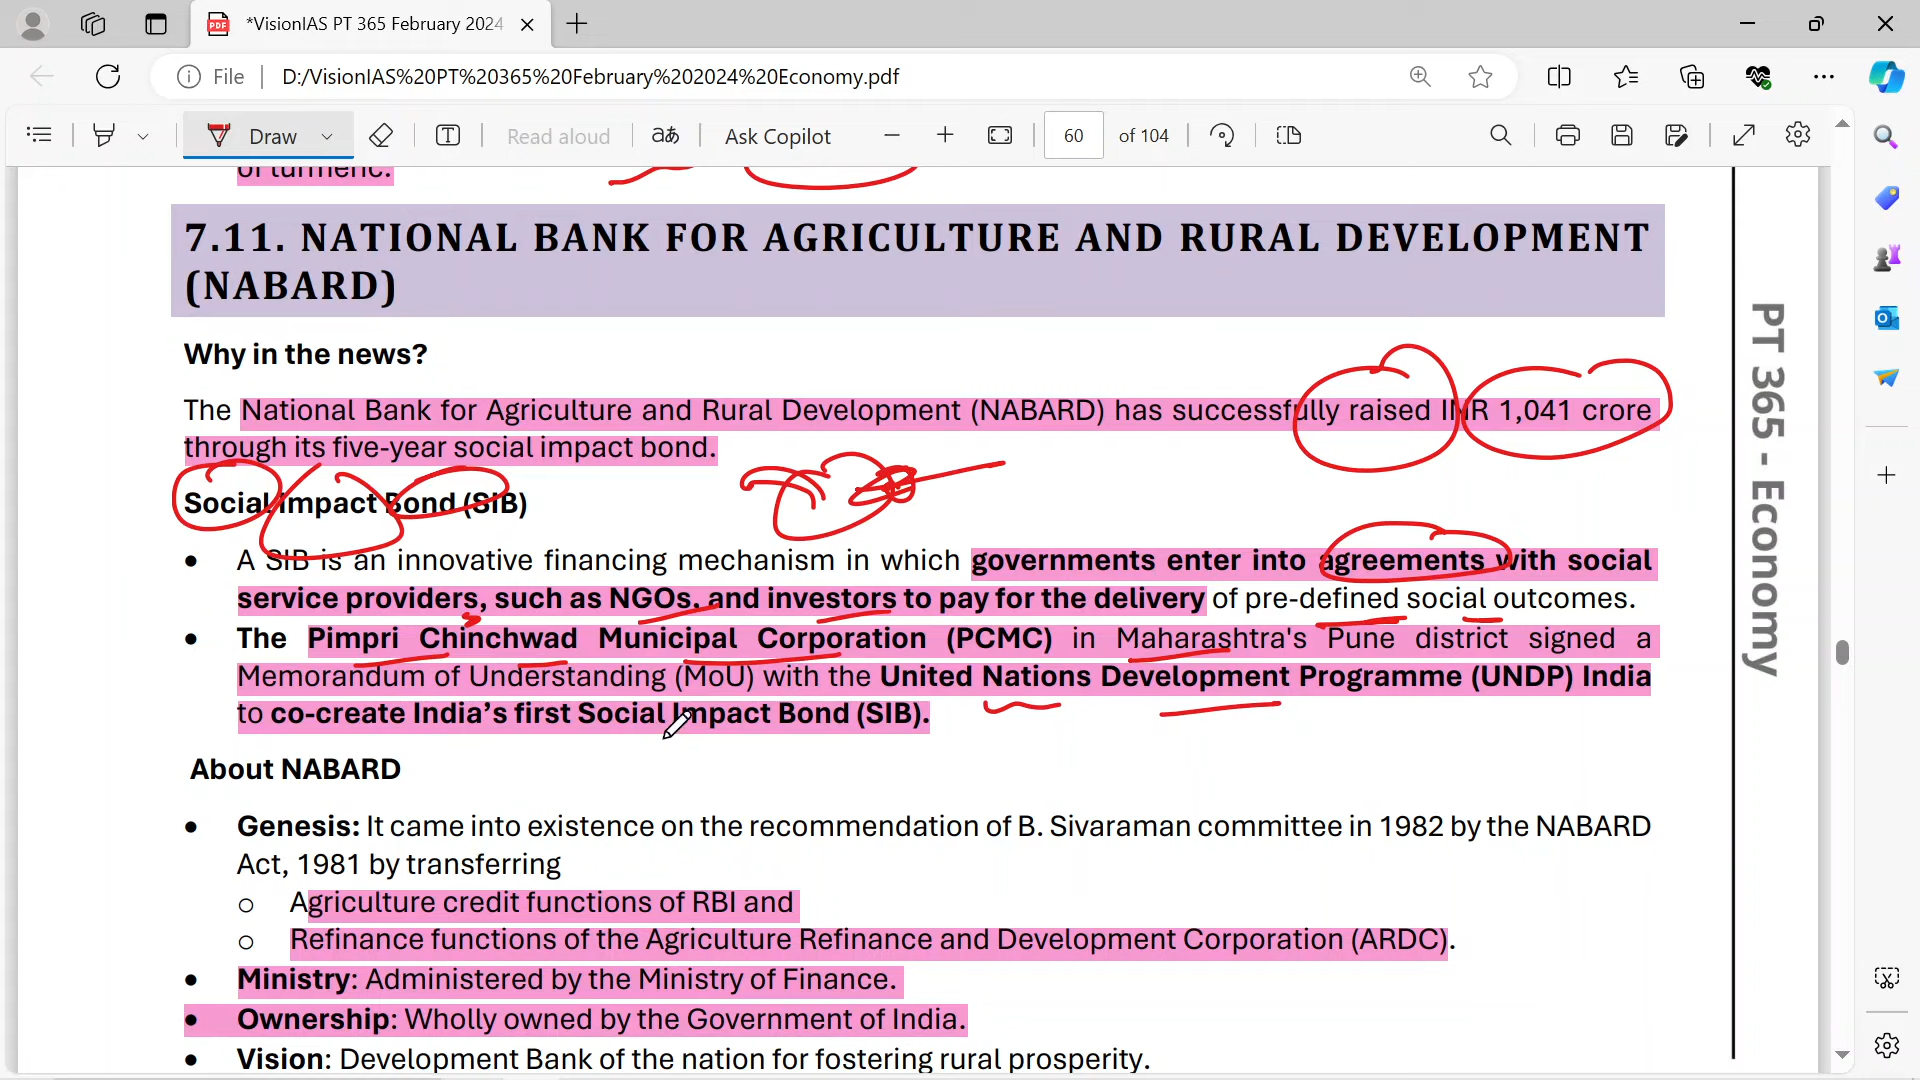 *VisionIAS PT 365 February 2024
File
D:/VisionIAS%20PT%20365%20February%202024%20Economy.pdf
Draw
Read aloud
aあ
Ask Copilot
60
of 104
of turmeric.
7.11. NATIONAL BANK FOR AGRICULTURE AND RURAL DEVELOPMENT
(NABARD)
Why in the news?
The National Bank for Agriculture and Rural Development (NABARD) has successfully raised INR 1,041 crore
through its five-year social impact bond.
Social Impact Bond (SIB)
• A SIB is an innovative financing mechanism in which governments enter into agreements with social
service providers, such as NGOs, and investors to pay for the delivery of pre-defined social outcomes.
• The Pimpri Chinchwad Municipal Corporation (PCMC) in Maharashtra's Pune district signed a
Memorandum of Understanding (MoU) with the United Nations Development Programme (UNDP) India
to co-create India’s first Social Impact Bond (SIB).
About NABARD
• Genesis: It came into existence on the recommendation of B. Sivaraman committee in 1982 by the NABARD
Act, 1981 by transferring
o Agriculture credit functions of RBI and
o Refinance functions of the Agriculture Refinance and Development Corporation (ARDC).
• Ministry: Administered by the Ministry of Finance.
• Ownership: Wholly owned by the Government of India.
• Vision: Development Bank of the nation for fostering rural prosperity.
PT 365 - Economy